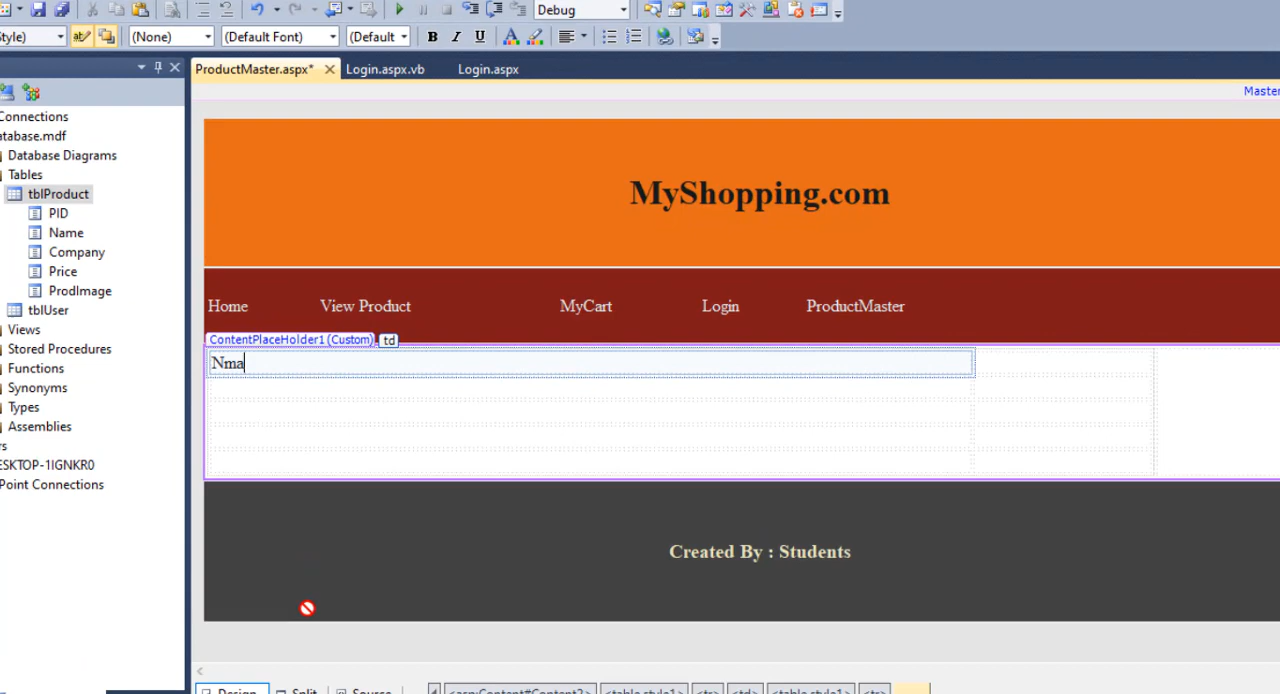 Debug
Style)
(None)
(Default Font)
(Default
B I U A
ProductMaster.aspx*
Login.aspx.vb
Login.aspx
Master
Connections
atabase.mdf
Database Diagrams
Tables
tblProduct
PID
Name
Company
Price
ProdImage
tblUser
Views
Stored Procedures
Functions
Synonyms
Types
Assemblies
rs
ESKTOP-1IGNKR0
Point Connections
MyShopping.com
Home View Product MyCart Login ProductMaster
ContentPlaceHolder1 (Custom) td
Nma
Created By : Students
Design Split Source <asp:Content#Content2> <table.style1> <tr> <td> <table.style1> <tr>